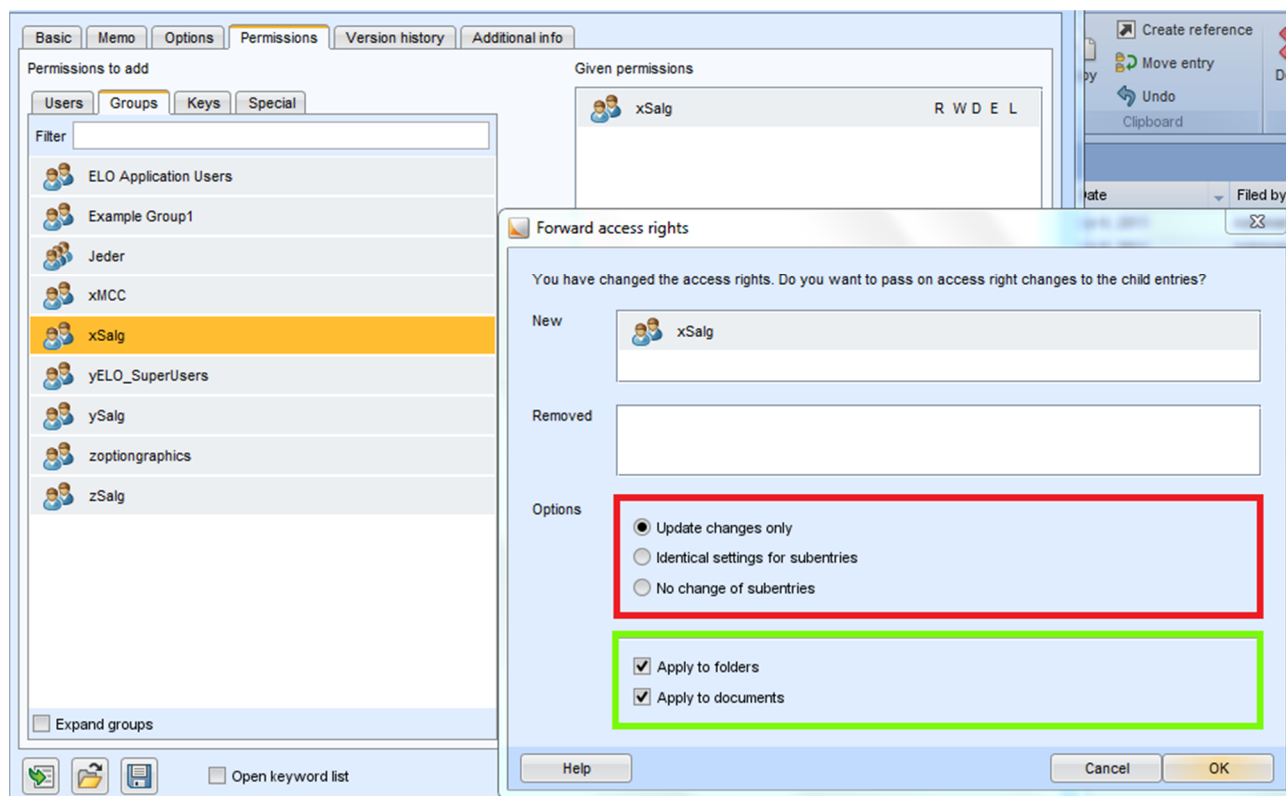 Basic Memo Options Permissions Version history Additional info
Permissions to add
Users Groups Keys Special
Filter
ELO Application Users
Example Group1
Jeder
xMCC
xSalg
yELO_SuperUsers
ySalg
zoptiongraphics
zSalg
Expand groups
Open keyword list
Given permissions
xSalg R W D E L
Create reference
Move entry
Undo
Clipboard
Filed by
Forward access rights
You have changed the access rights. Do you want to pass on access right changes to the child entries?
New
xSalg
Removed
Options
Update changes only
Identical settings for subentries
No change of subentries
Apply to folders
Apply to documents
Help Cancel OK